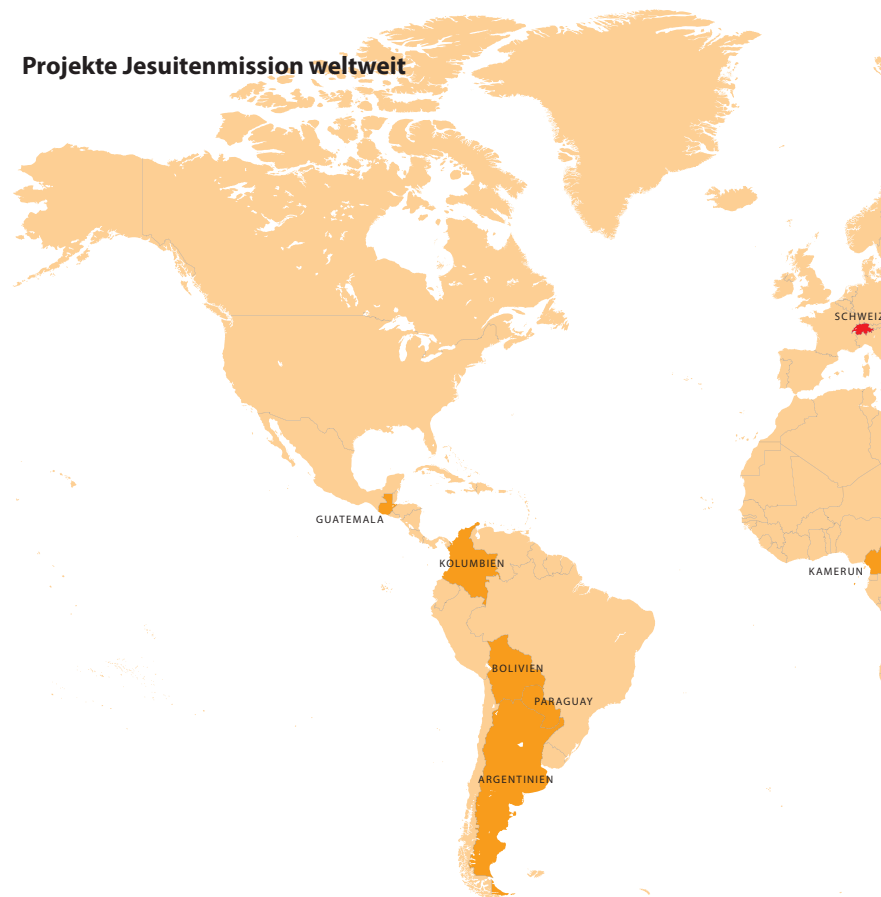 Projekte Jesuitenmission weltweit
SCHWEIZ
GUATEMALA
KOLUMBIEN
KAMERUN
BOLIVIEN
PARAGUAY
ARGENTINIEN